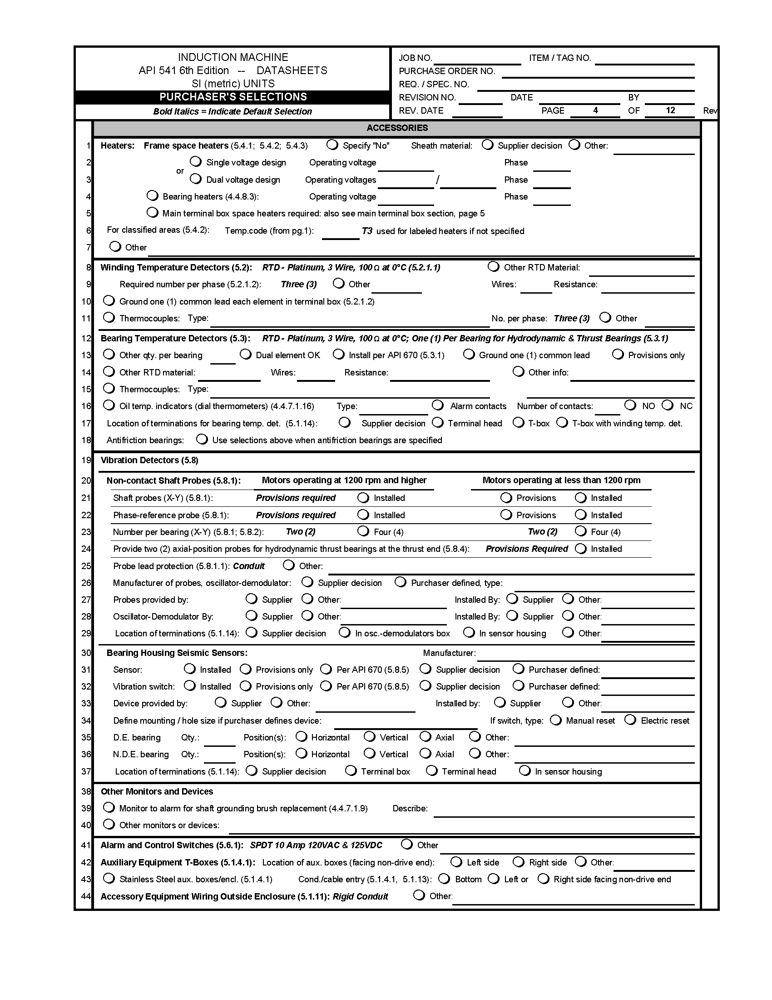 INDUCTION MACHINE
API 541 6th Edition -- DATASHEETS
SI (metric) UNITS
PURCHASER'S SELECTIONS
Bold Italics = Indicate Default Selection
JOB NO. ITEM / TAG NO.
PURCHASE ORDER NO.
REQ. / SPEC. NO.
REVISION NO. DATE BY
REV. DATE PAGE 4 OF 12 Rev
ACCESSORIES
1 Heaters: Frame space heaters (5.4.1; 5.4.2; 5.4.3) Specify "No" Sheath material: Supplier decision Other:
2 Single voltage design Operating voltage Phase
or
3 Dual voltage design Operating voltages / Phase
4 Bearing heaters (4.4.8.3): Operating voltage Phase
5 Main terminal box space heaters required: also see main terminal box section, page 5
6 For classified areas (5.4.2): Temp.code (from pg.1): T3 used for labeled heaters if not specified
7 Other
8 Winding Temperature Detectors (5.2): RTD - Platinum, 3 Wire, 100 Ω at 0°C (5.2.1.1) Other RTD Material:
9 Required number per phase (5.2.1.2): Three (3) Other Wires: Resistance:
10 Ground one (1) common lead each element in terminal box (5.2.1.2)
11 Thermocouples: Type: No. per phase: Three (3) Other
12 Bearing Temperature Detectors (5.3): RTD - Platinum, 3 Wire, 100 Ω at 0°C; One (1) Per Bearing for Hydrodynamic & Thrust Bearings (5.3.1)
13 Other qty. per bearing Dual element OK Install per API 670 (5.3.1) Ground one (1) common lead Provisions only
14 Other RTD material: Wires: Resistance: Other info:
15 Thermocouples: Type:
16 Oil temp. indicators (dial thermometers) (4.4.7.1.16) Type: Alarm contacts Number of contacts: NO NC
17 Location of terminations for bearing temp. det. (5.1.14): Supplier decision Terminal head T-box T-box with winding temp. det.
18 Antifriction bearings: Use selections above when antifriction bearings are specified
19 Vibration Detectors (5.8)
20 Non-contact Shaft Probes (5.8.1): Motors operating at 1200 rpm and higher Motors operating at less than 1200 rpm
21 Shaft probes (X-Y) (5.8.1): Provisions required Installed Provisions Installed
22 Phase-reference probe (5.8.1): Provisions required Installed Provisions Installed
23 Number per bearing (X-Y) (5.8.1; 5.8.2): Two (2) Four (4) Two (2) Four (4)
24 Provide two (2) axial-position probes for hydrodynamic thrust bearings at the thrust end (5.8.4): Provisions Required Installed
25 Probe lead protection (5.8.1.1): Conduit Other:
26 Manufacturer of probes, oscillator-demodulator: Supplier decision Purchaser defined, type:
27 Probes provided by: Supplier Other: Installed By: Supplier Other:
28 Oscillator-Demodulator By: Supplier Other: Installed By: Supplier Other:
29 Location of terminations (5.1.14): Supplier decision In osc.-demodulators box In sensor housing Other:
30 Bearing Housing Seismic Sensors: Manufacturer:
31 Sensor: Installed Provisions only Per API 670 (5.8.5) Supplier decision Purchaser defined:
32 Vibration switch: Installed Provisions only Per API 670 (5.8.5) Supplier decision Purchaser defined:
33 Device provided by: Supplier Other: Installed by: Supplier Other:
34 Define mounting / hole size if purchaser defines device: If switch, type: Manual reset Electric reset
35 D.E. bearing Qty.: Position(s): Horizontal Vertical Axial Other:
36 N.D.E. bearing Qty.: Position(s): Horizontal Vertical Axial Other:
37 Location of terminations (5.1.14): Supplier decision Terminal box Terminal head In sensor housing
38 Other Monitors and Devices
39 Monitor to alarm for shaft grounding brush replacement (4.4.7.1.9) Describe:
40 Other monitors or devices:
41 Alarm and Control Switches (5.6.1): SPDT 10 Amp 120VAC & 125VDC Other
42 Auxiliary Equipment T-Boxes (5.1.4.1): Location of aux. boxes (facing non-drive end): Left side Right side Other:
43 Stainless Steel aux. boxes/encl. (5.1.4.1) Cond./cable entry (5.1.4.1, 5.1.13): Bottom Left or Right side facing non-drive end
44 Accessory Equipment Wiring Outside Enclosure (5.1.11): Rigid Conduit Other: